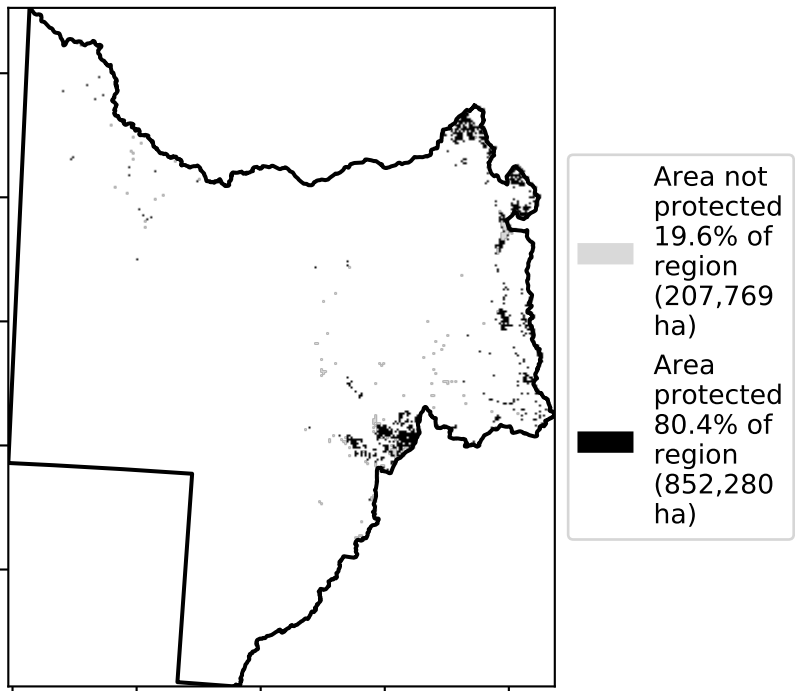 Area not
protected
19.6% of
region
(207,769
ha)
Area
protected
80.4% of
region
(852,280
ha)